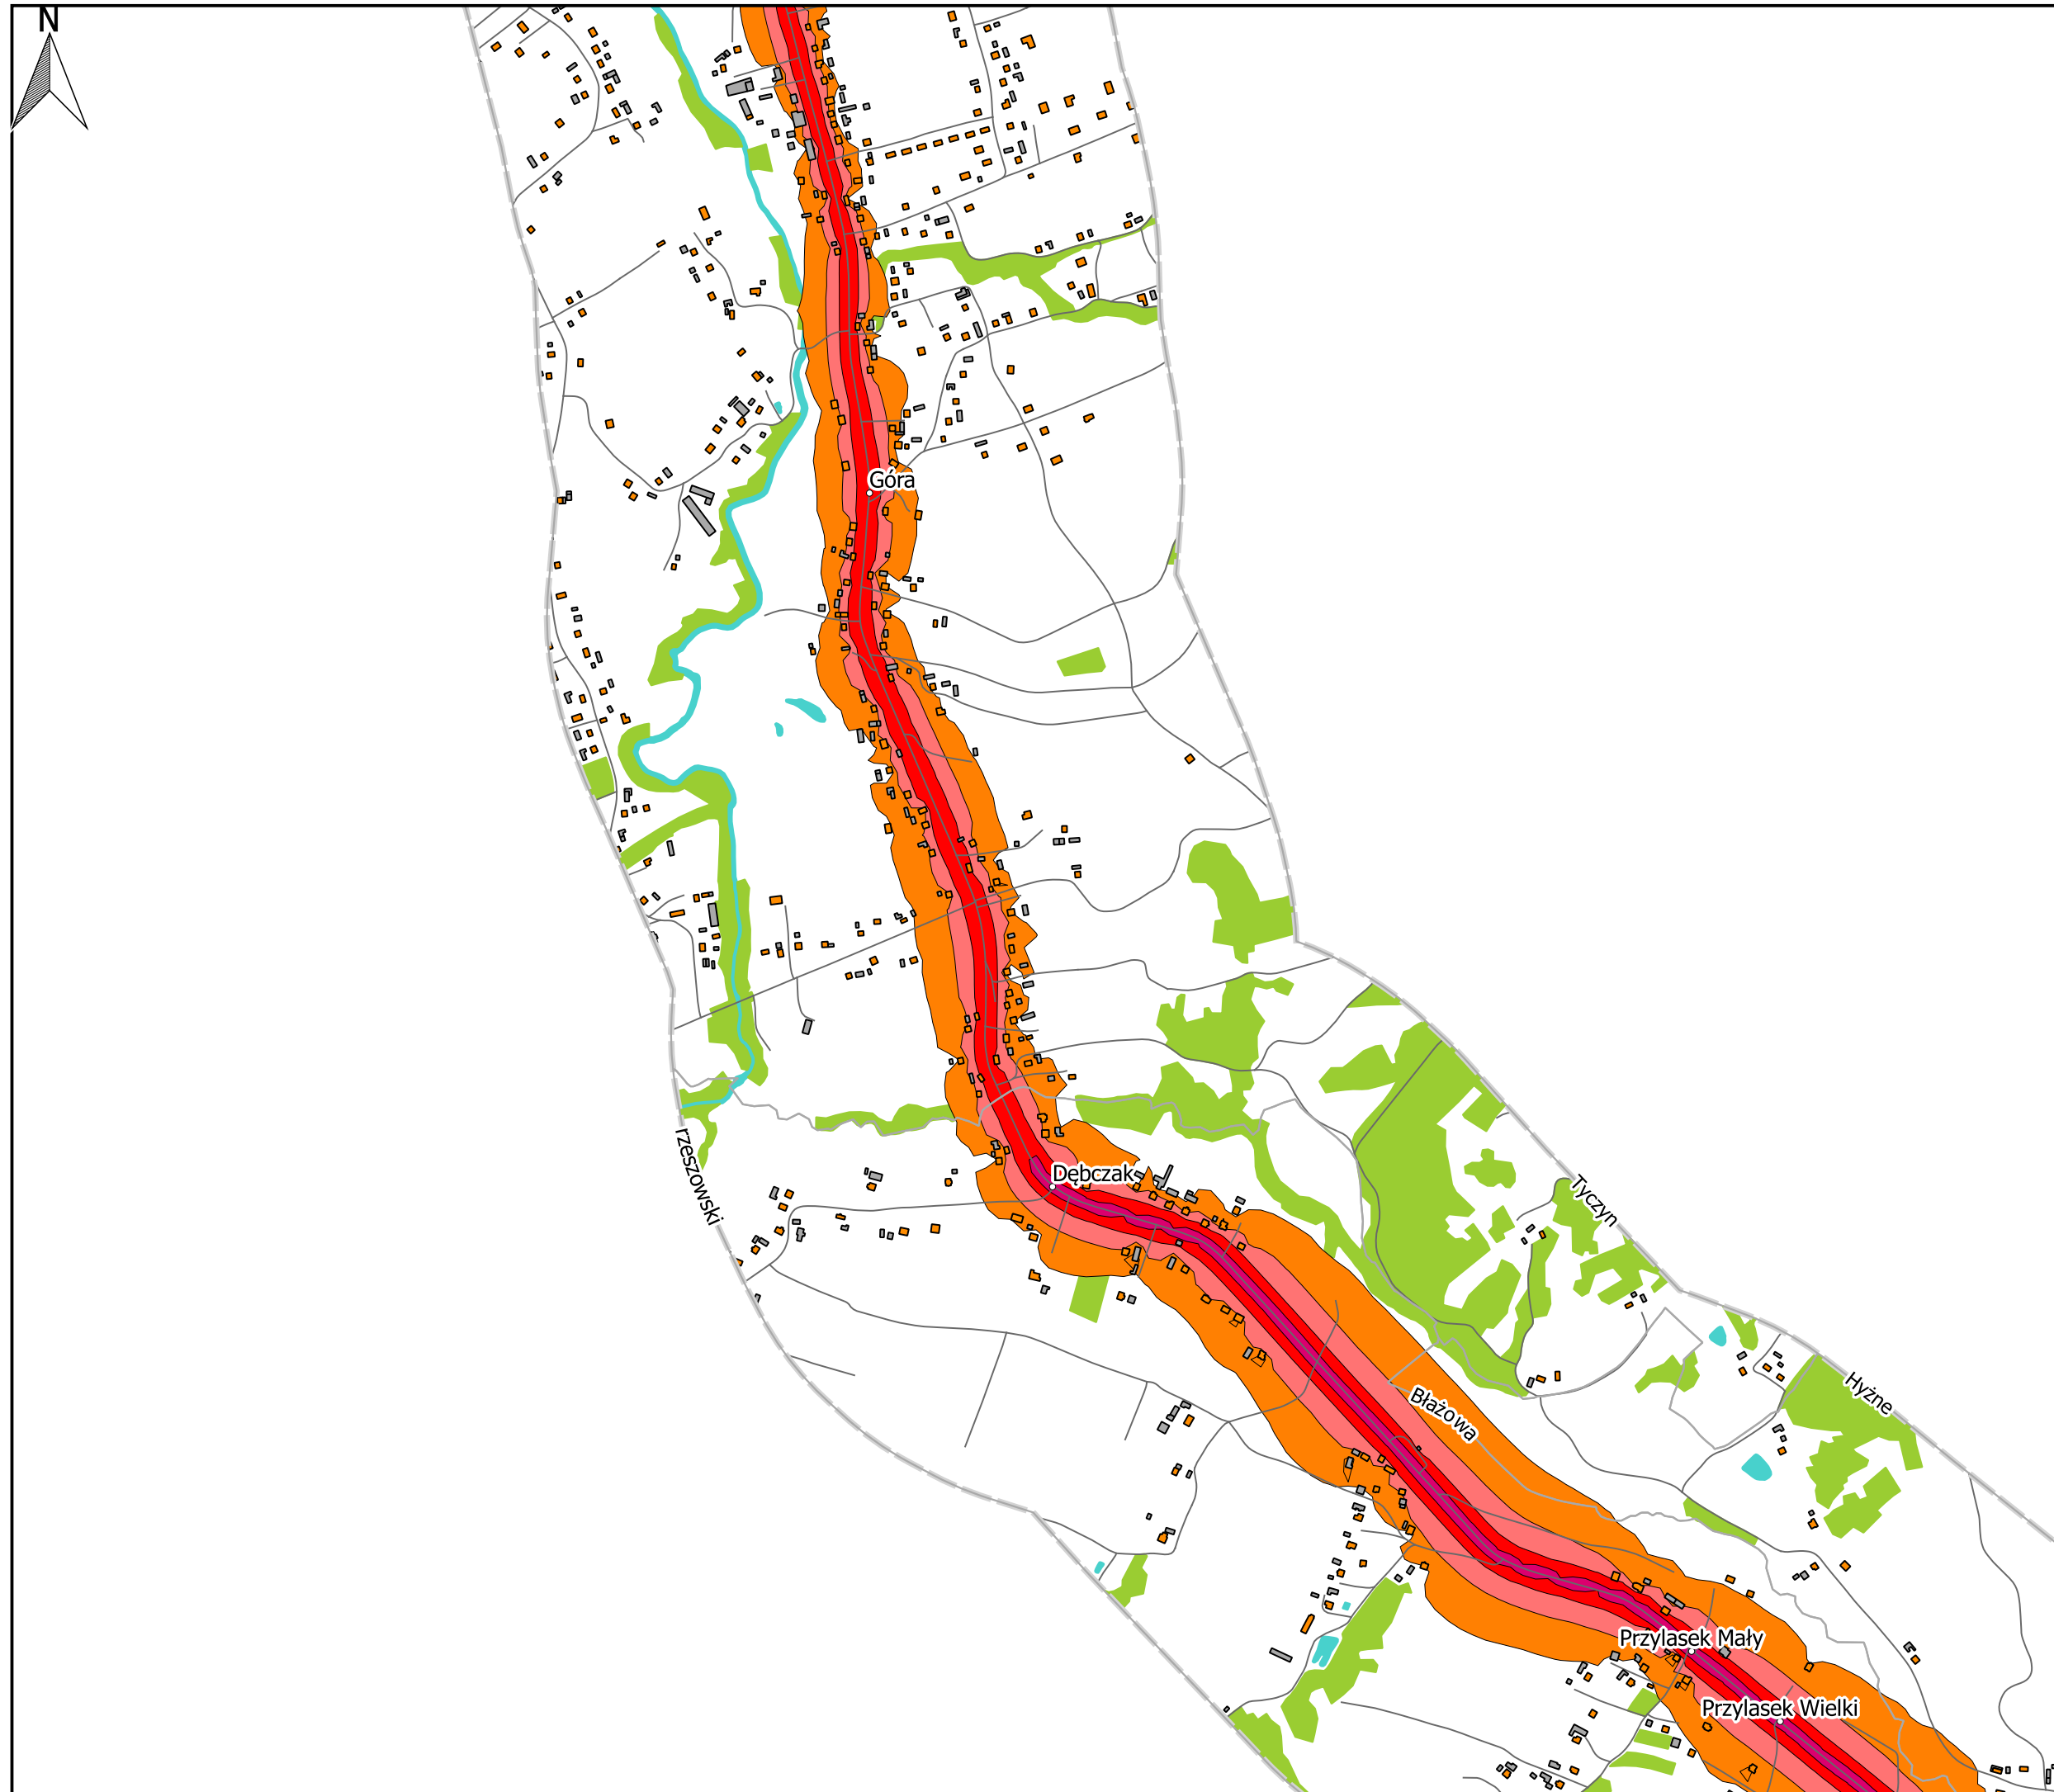 N
Góra
Dębczak
rzeszowski
Tyczyn
Hyżne
Błażowa
Przylasek Mały
Przylasek Wielki